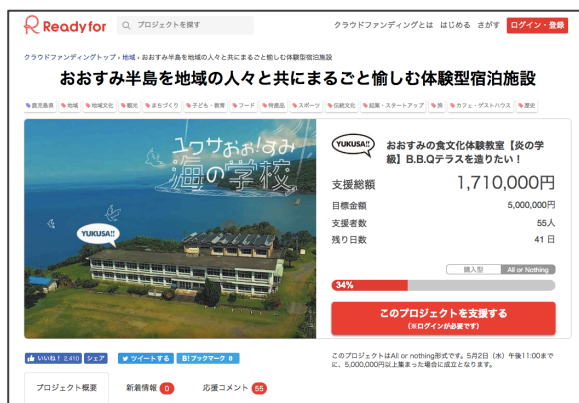 Readyfor
プロジェクトを探す
クラウドファンディングとは はじめる さがす ログイン・登録
クラウドファンディングトップ › 地域 › おおすみ半島を地域の人々と共にまるごと愉しむ体験型宿泊施設
おおすみ半島を地域の人々と共にまるごと愉しむ体験型宿泊施設
鹿児島県 地域 地域文化 観光 まちづくり 子ども・教育 フード 特産品 スポーツ 伝統文化 起業・スタートアップ 旅 カフェ・ゲストハウス 歴史
ユクサおおすみ
海の学校
YUKUSA!!
YUKUSA!!
おおすみの食文化体験教室【炎の学
級】B.B.Qテラスを造りたい！
支援総額 1,710,000円
目標金額 5,000,000円
支援者数 55人
残り日数 41 日
購入型 All or Nothing
34%
このプロジェクトを支援する
(※ログインが必要です)
このプロジェクトはAll or nothing形式です。5月2日（水）午後11:00まで
に、5,000,000円以上集まった場合に成立となります。
いいね！ 2,410 シェア ツイートする B!ブックマーク 8
プロジェクト概要 新着情報 0 応援コメント 55